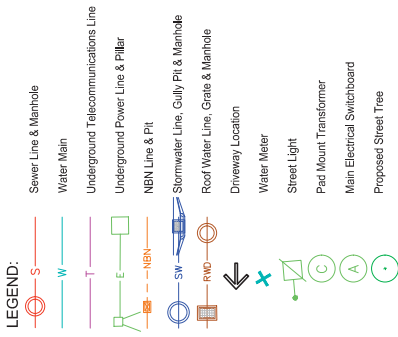 LEGEND:
S Sewer Line & Manhole
W Water Main
T Underground Telecommunications Line
E Underground Power Line & Pillar
NBN NBN Line & Pit
SW Stormwater Line, Gully Pit & Manhole
RWD Roof Water Line, Grate & Manhole
Driveway Location
Water Meter
Street Light
C Pad Mount Transformer
A Main Electrical Switchboard
Proposed Street Tree